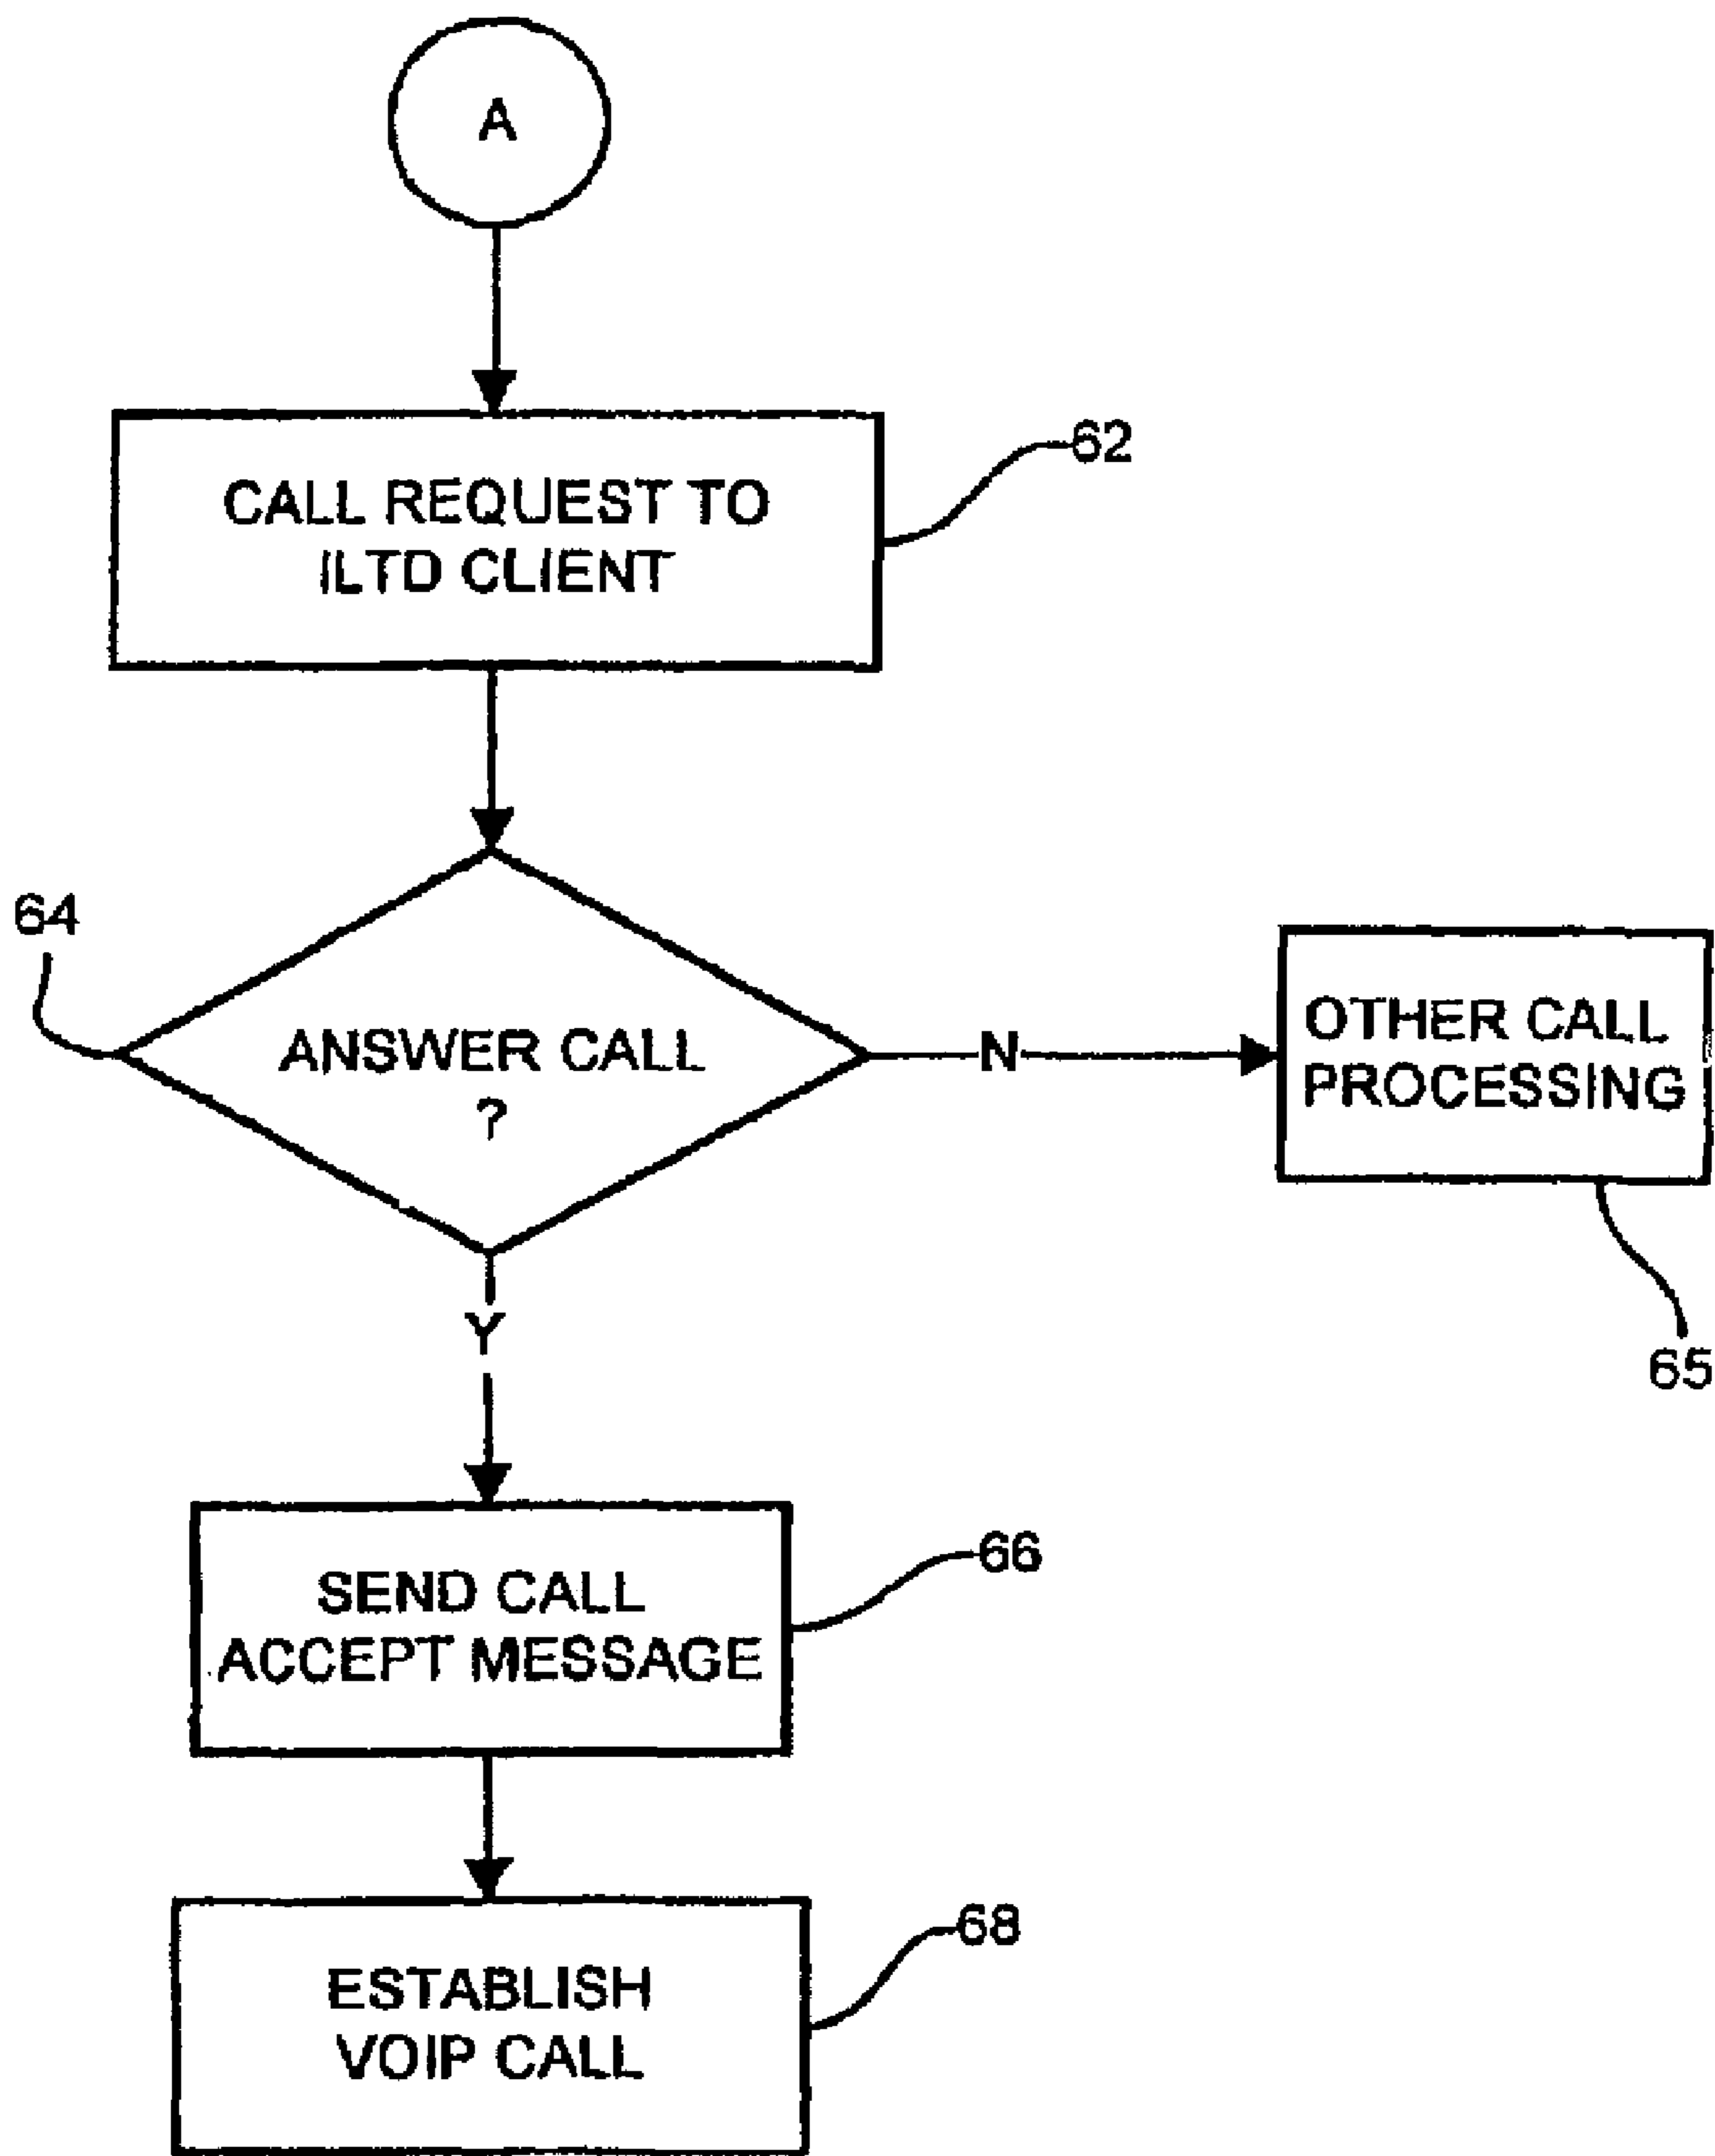 A
CALL REQUEST TO
ILTD CLIENT
62
64
ANSWER CALL
?
N
OTHER CALL
PROCESSING
65
Y
SEND CALL
ACCEPT MESSAGE
66
ESTABLISH
VOIP CALL
68